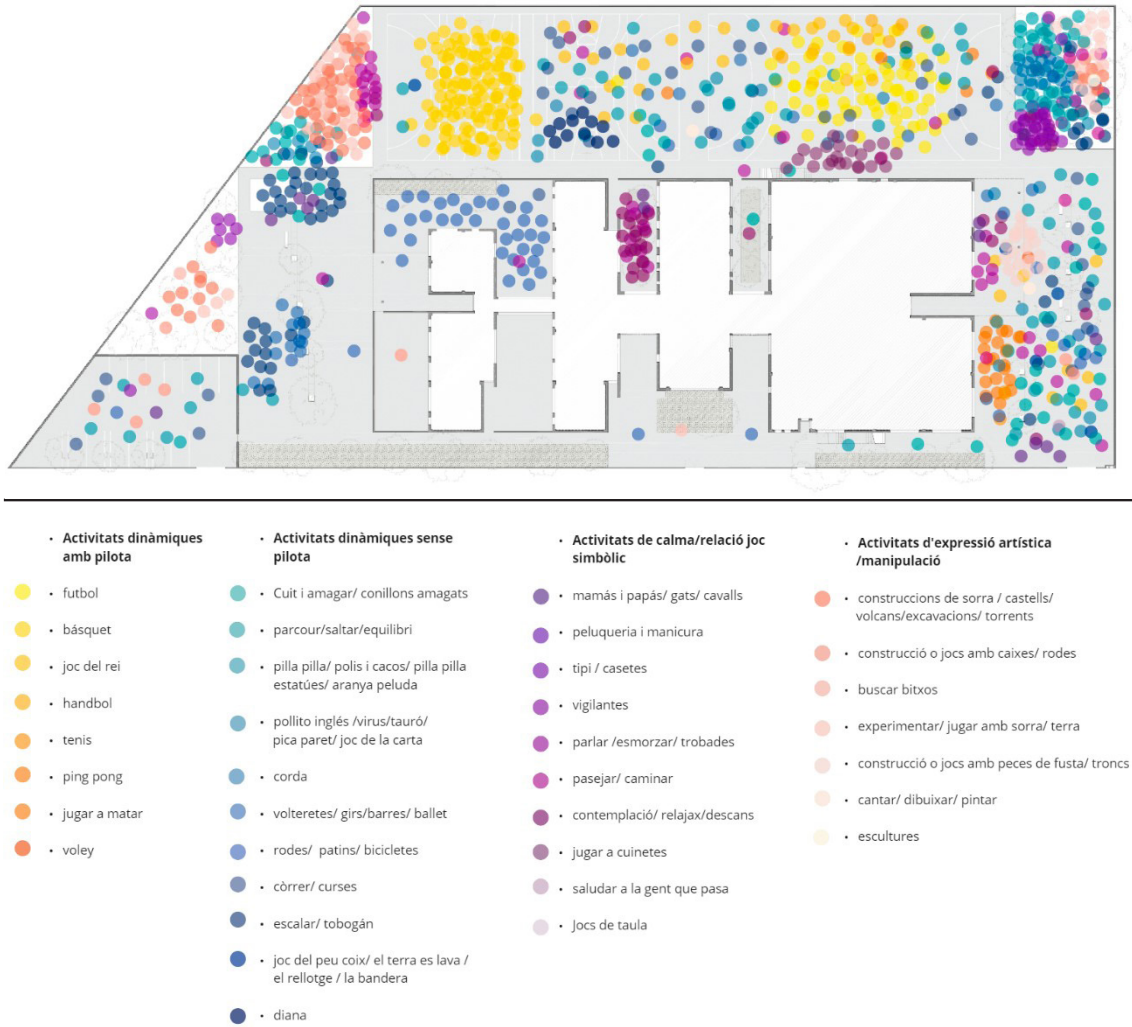 • Activitats dinàmiques
amb pilota
• futbol
• básquet
• joc del rei
• handbol
• tenis
• ping pong
• jugar a matar
• voley
• Activitats dinàmiques sense
pilota
• Cuit i amagar/ conillons amagats
• parcour/saltar/equilibri
• pilla pilla/ polis i cacos/ pilla pilla
estatúes/ aranya peluda
• pollito inglés /virus/tauró/
pica paret/ joc de la carta
• corda
• volteretes/ girs/barres/ ballet
• rodes/ patins/ bicicletes
• còrrer/ curses
• escalar/ tobogán
• joc del peu coix/ el terra es lava /
el rellotge / la bandera
• diana
• Activitats de calma/relació joc
simbòlic
• mamás i papás/ gats/ cavalls
• peluqueria i manicura
• tipi / casetes
• vigilantes
• parlar /esmorzar/ trobades
• pasejar/ caminar
• contemplació/ relajax/descans
• jugar a cuinetes
• saludar a la gent que pasa
• Jocs de taula
• Activitats d'expressió artística
/manipulació
• construccions de sorra / castells/
volcans/excavacions/ torrents
• construcció o jocs amb caixes/ rodes
• buscar bitxos
• experimentar/ jugar amb sorra/ terra
• construcció o jocs amb peces de fusta/ troncs
• cantar/ dibuixar/ pintar
• escultures